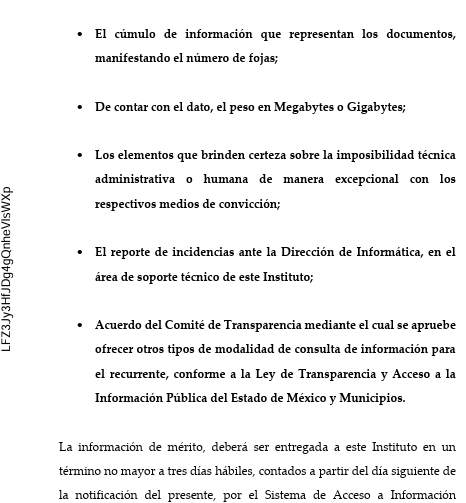 • El cúmulo de información que representan los documentos,
manifestando el número de fojas;
• De contar con el dato, el peso en Megabytes o Gigabytes;
• Los elementos que brinden certeza sobre la imposibilidad técnica
administrativa o humana de manera excepcional con los
respectivos medios de convicción;
• El reporte de incidencias ante la Dirección de Informática, en el
área de soporte técnico de este Instituto;
• Acuerdo del Comité de Transparencia mediante el cual se apruebe
ofrecer otros tipos de modalidad de consulta de información para
el recurrente, conforme a la Ley de Transparencia y Acceso a la
Información Pública del Estado de México y Municipios.
La información de mérito, deberá ser entregada a este Instituto en un
término no mayor a tres días hábiles, contados a partir del día siguiente de
la notificación del presente, por el Sistema de Acceso a Información
LFZ3Jy3HfJDg4gQnheVlsWXp